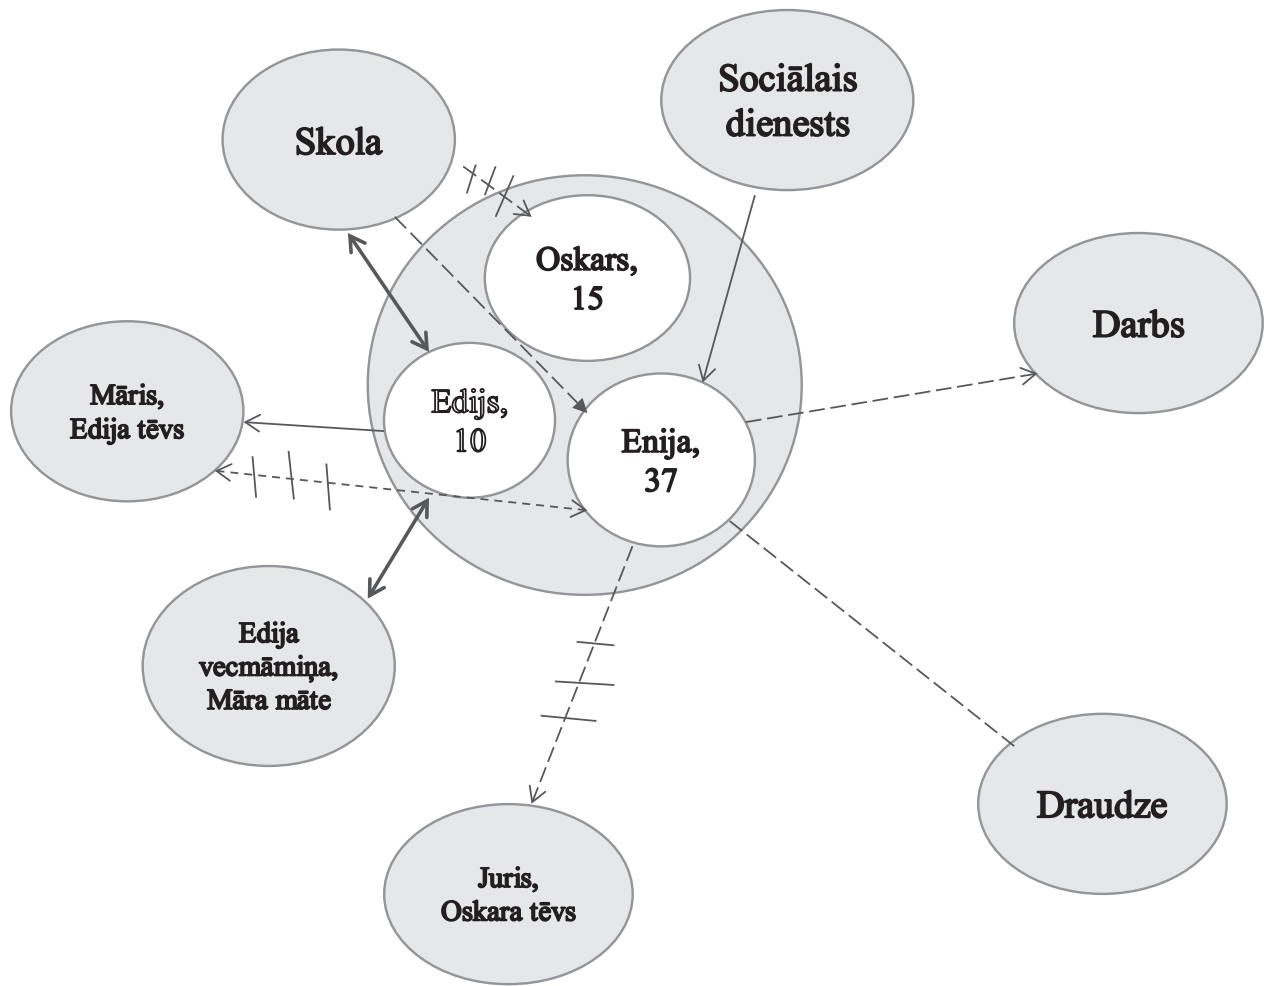 Sociālais
dienests
Skola
Oskars,
15
Darbs
Māris,
Edija tēvs
Edijs,
10
Enija,
37
Edija
vecmāmiņa,
Māra māte
Draudze
Juris,
Oskara tēvs